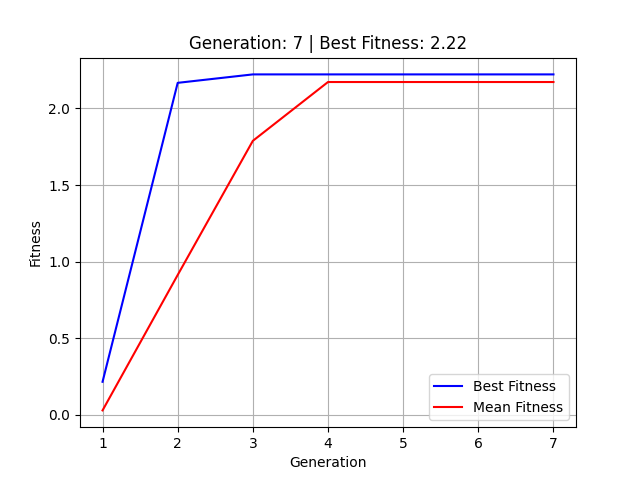 Generation: 7 | Best Fitness: 2.22
Fitness
2.0
1.5
1.0
0.5
0.0
1 2 3 4 5 6 7
Generation
Best Fitness
Mean Fitness